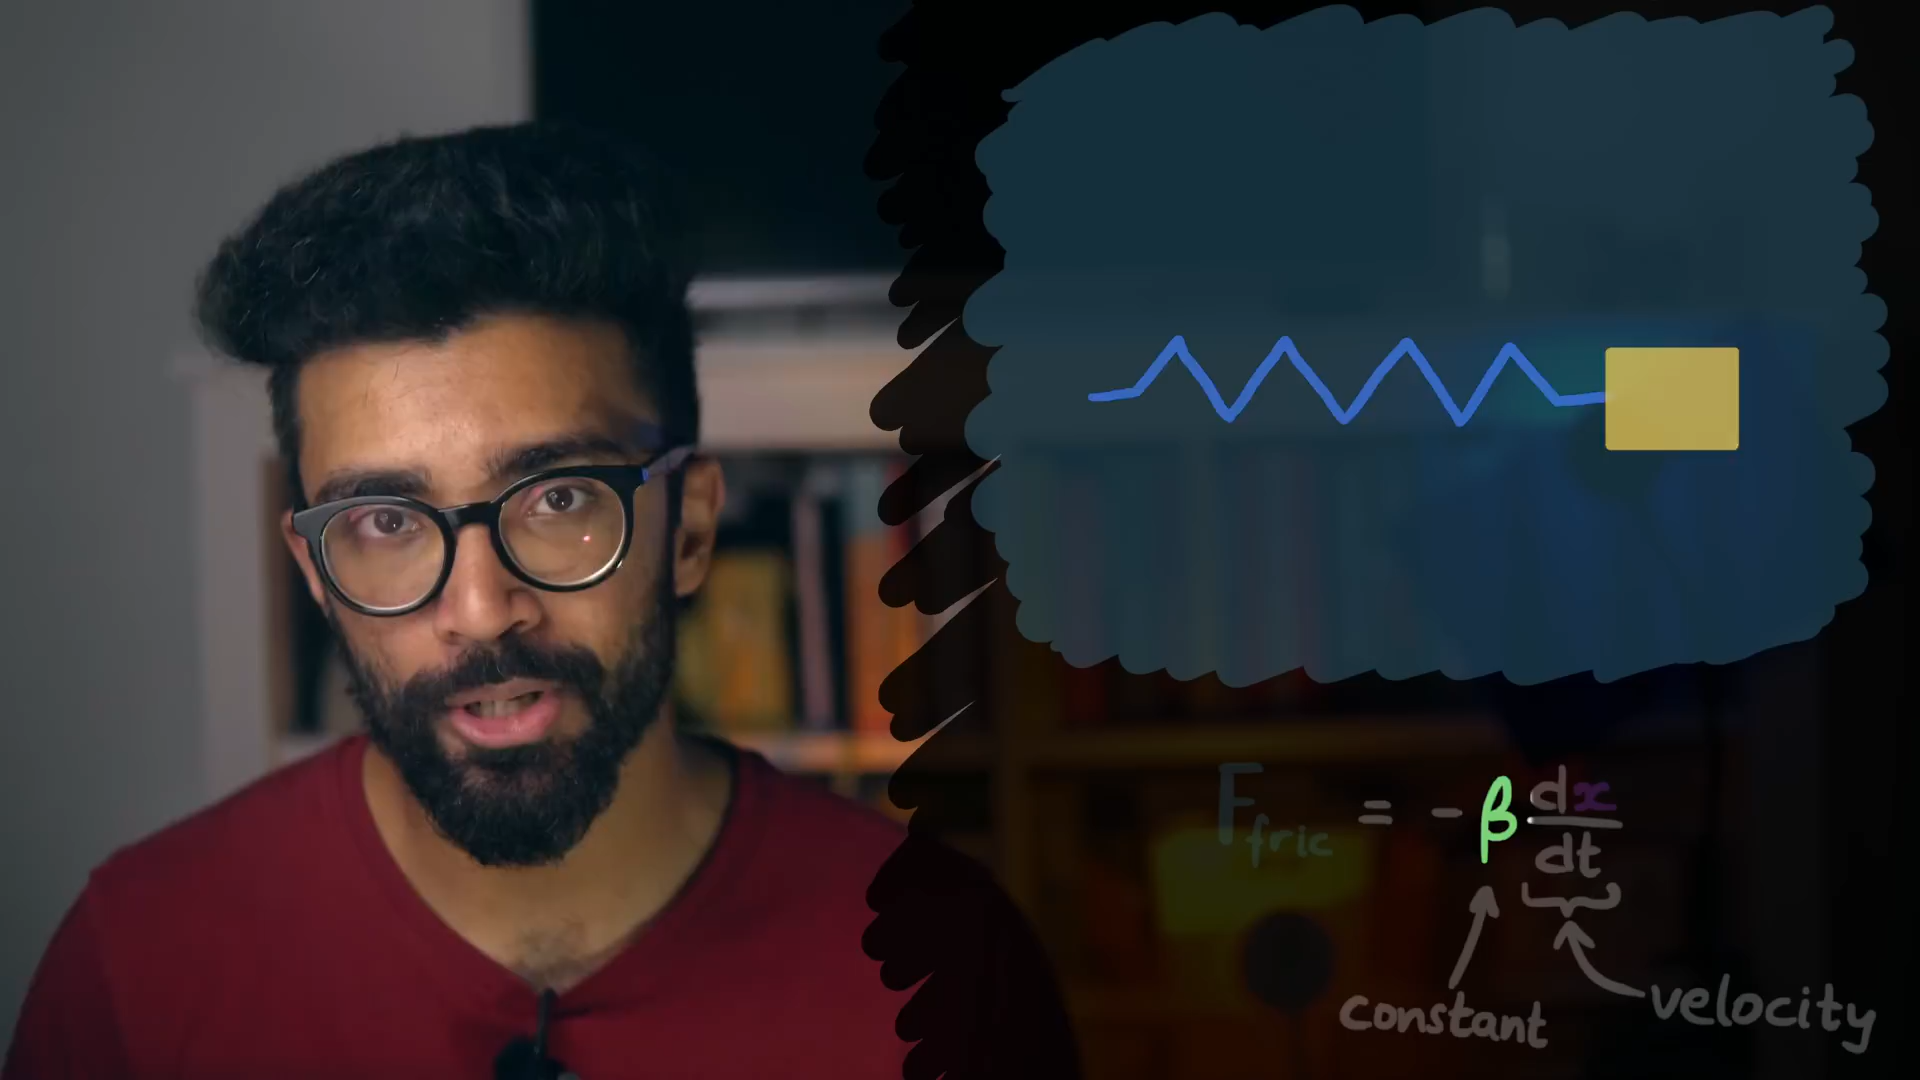 F_fric = -β dx/dt
constant
velocity